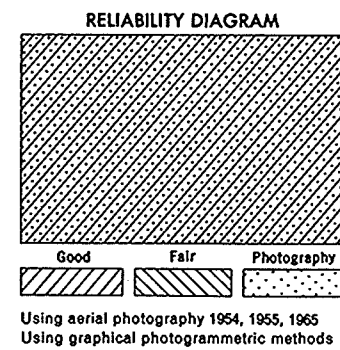 RELIABILITY DIAGRAM
Good Fair Photography
Using aerial photography 1954, 1955, 1965
Using graphical photogrammetric methods